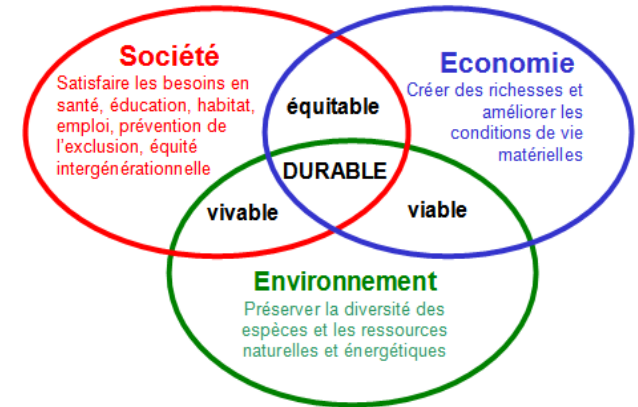 Société
Satisfaire les besoins en
santé, éducation, habitat,
emploi, prévention de
l'exclusion, équité
intergénérationnelle
Economie
Créer des richesses et
améliorer les
conditions de vie
matérielles
équitable
DURABLE
vivable
viable
Environnement
Préserver la diversité des
espèces et les ressources
naturelles et énergétiques